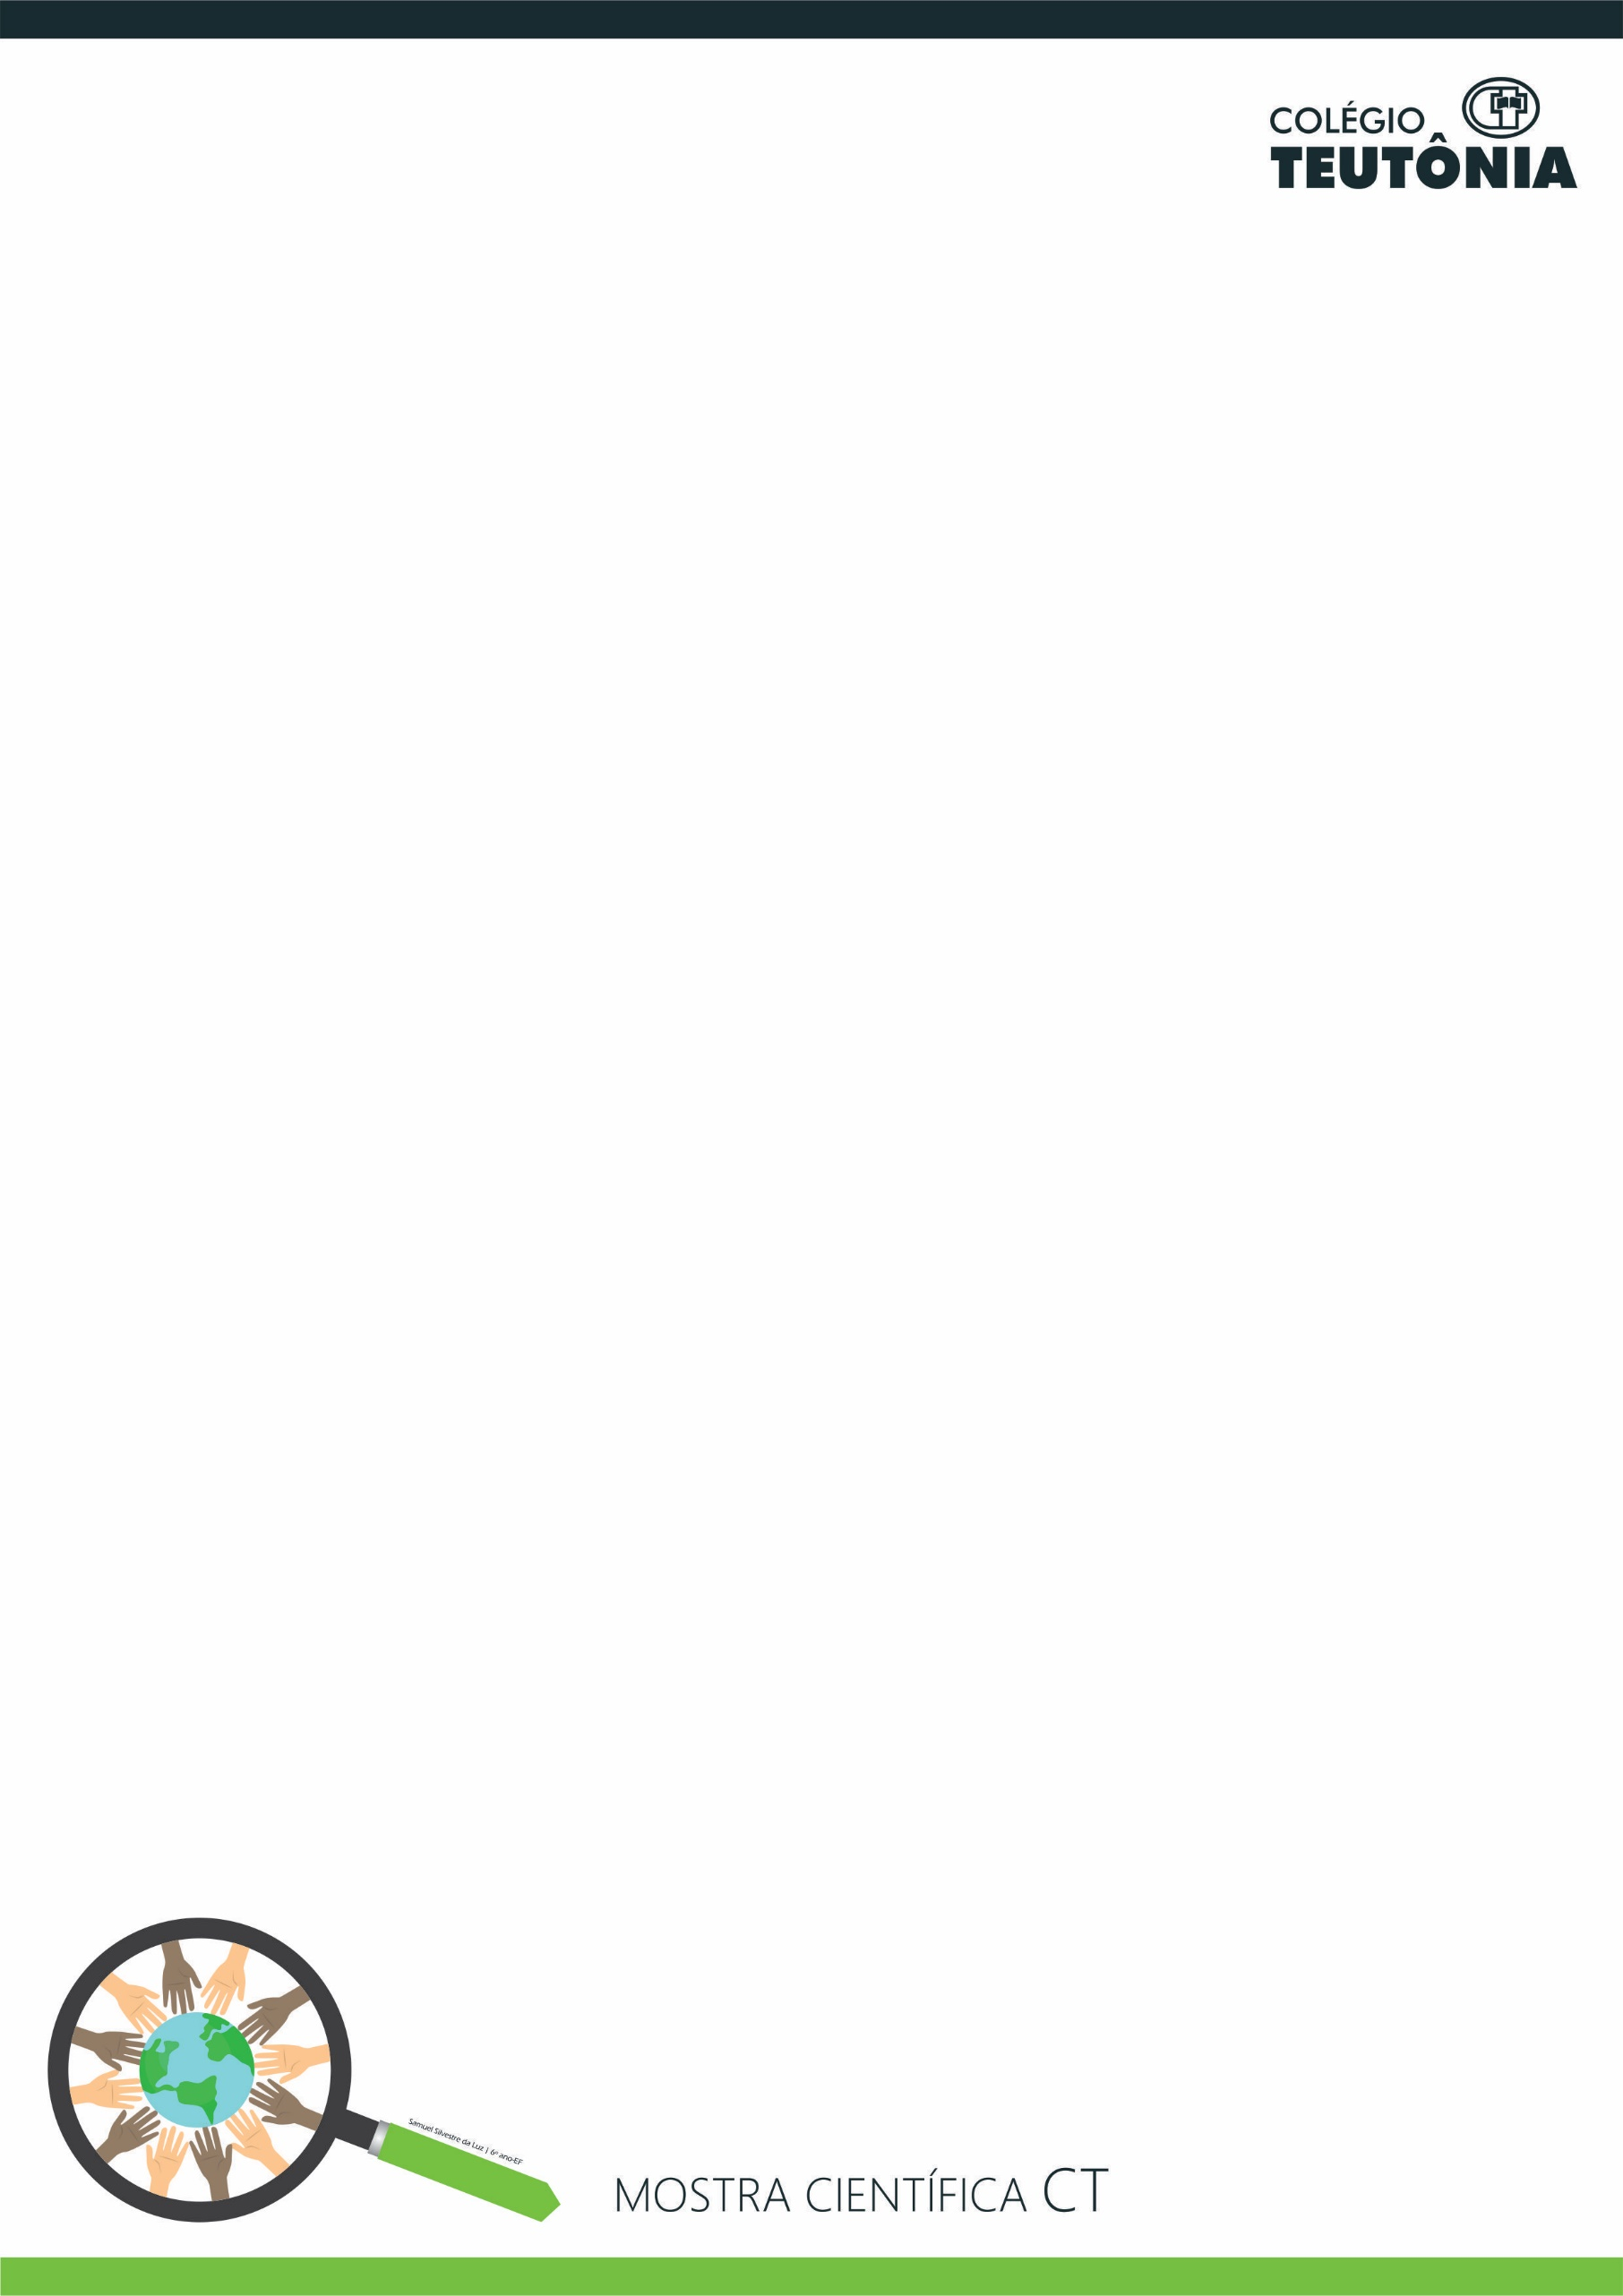 COLÉGIO
TEUTÔNIA
Samuel Silvestre da Luz | 6º ano-EF
MOSTRA CIENTÍFICA CT